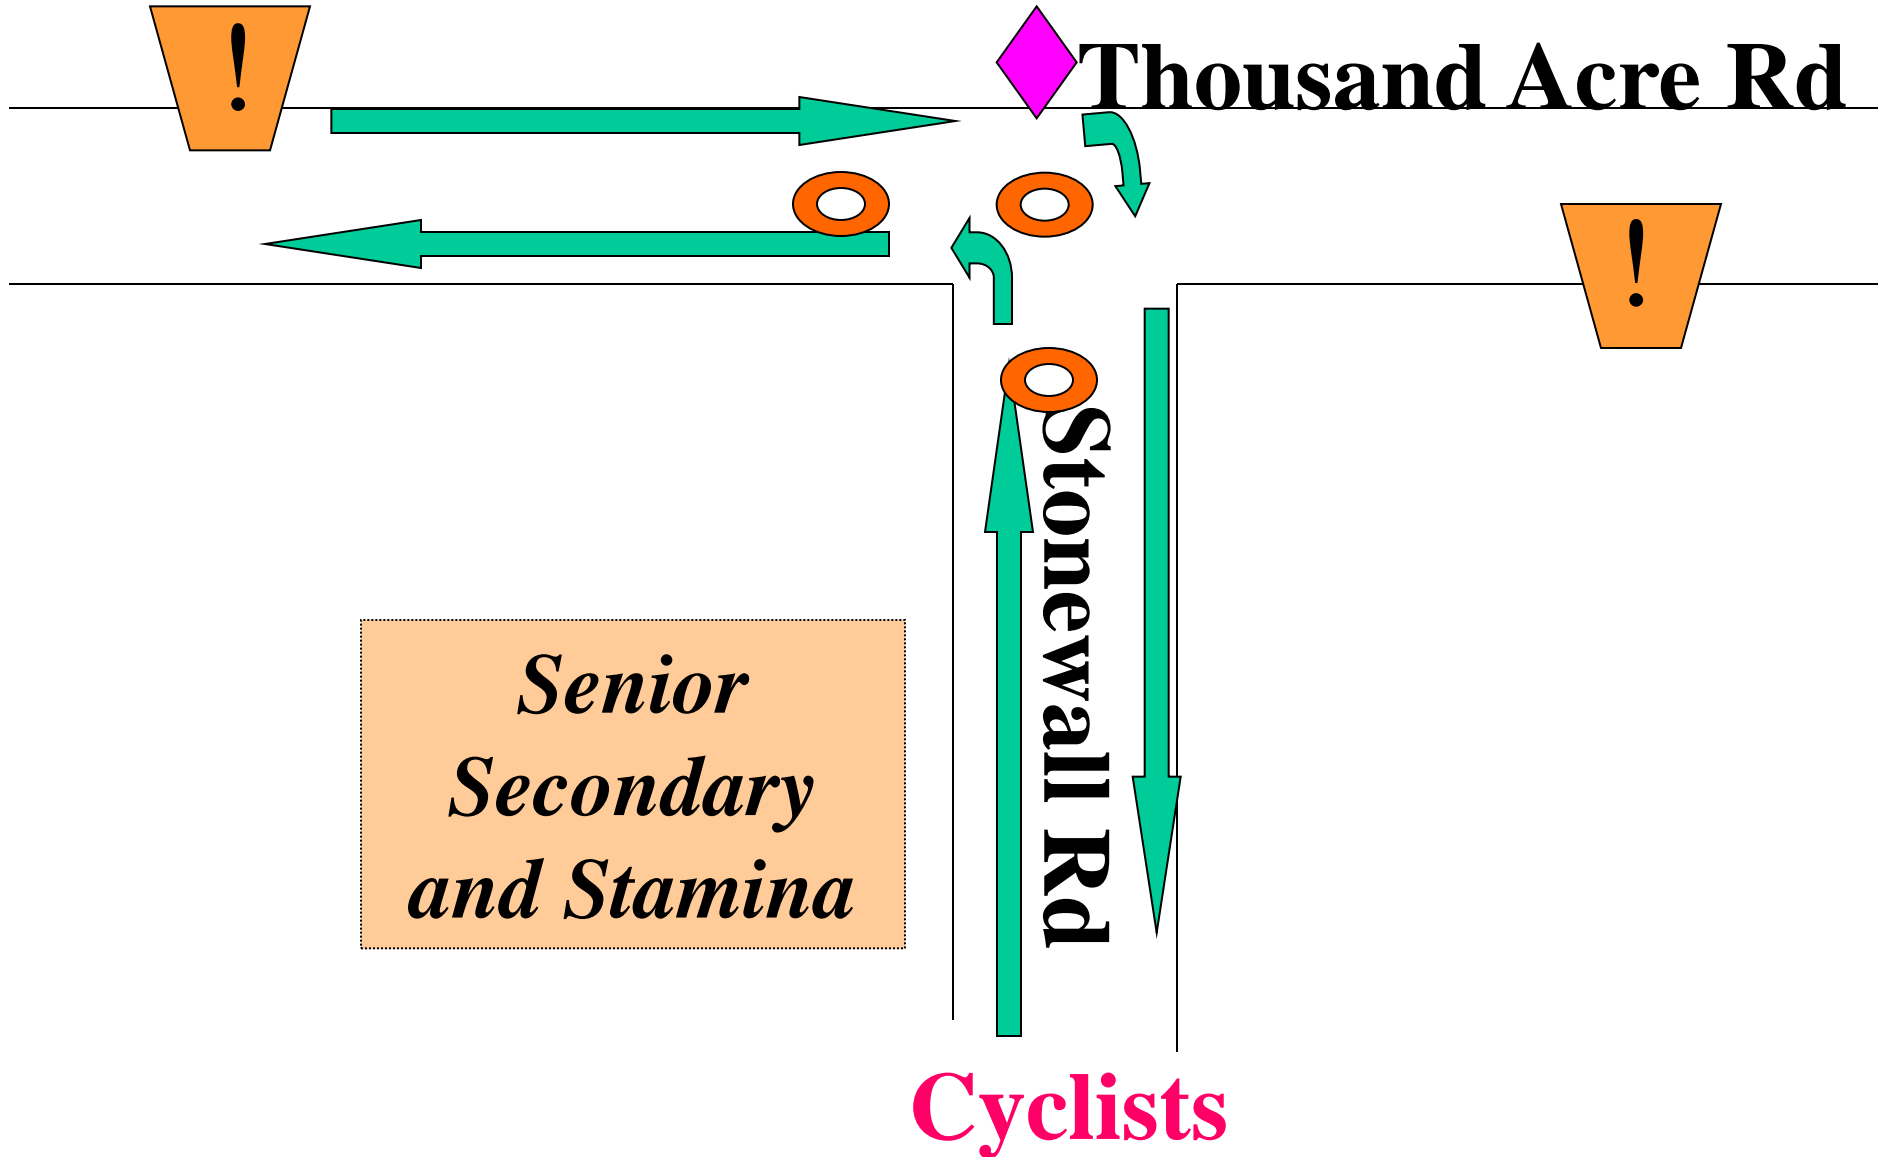 !
Thousand Acre Rd
!
Stonewall Rd
Senior
Secondary
and Stamina
Cyclists